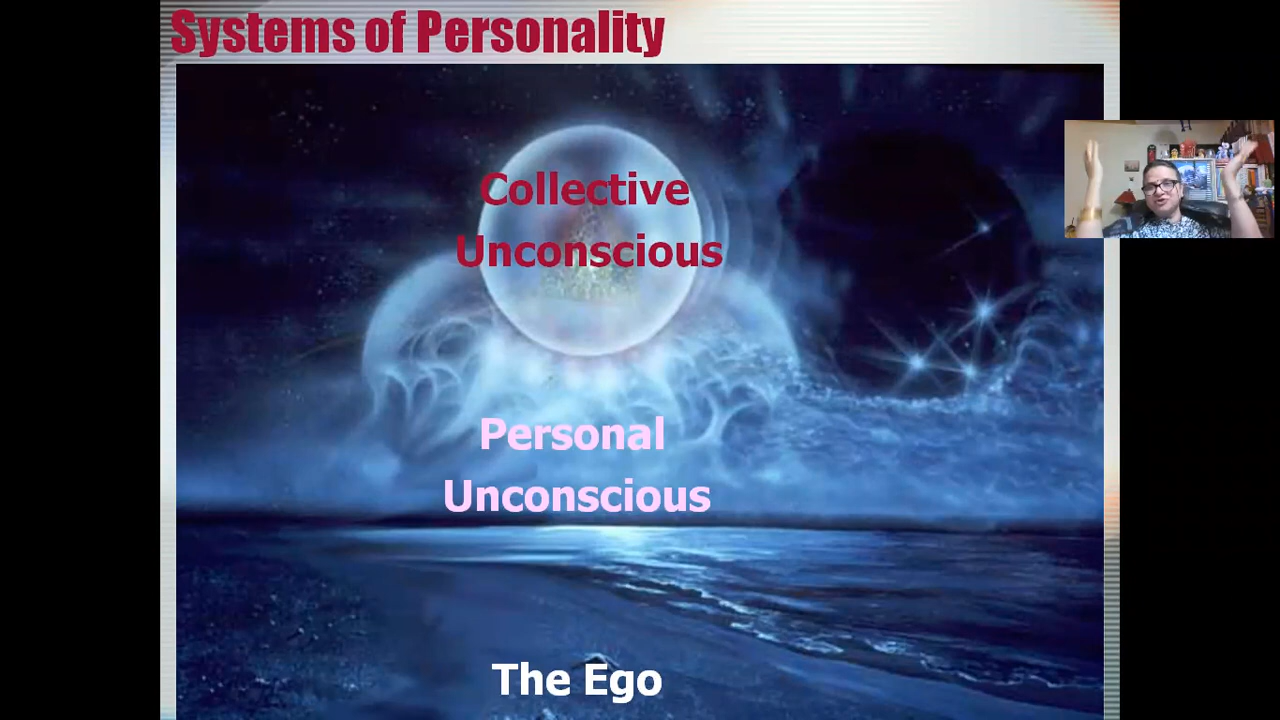 Systems of Personality
Collective
Unconscious
Personal
Unconscious
The Ego